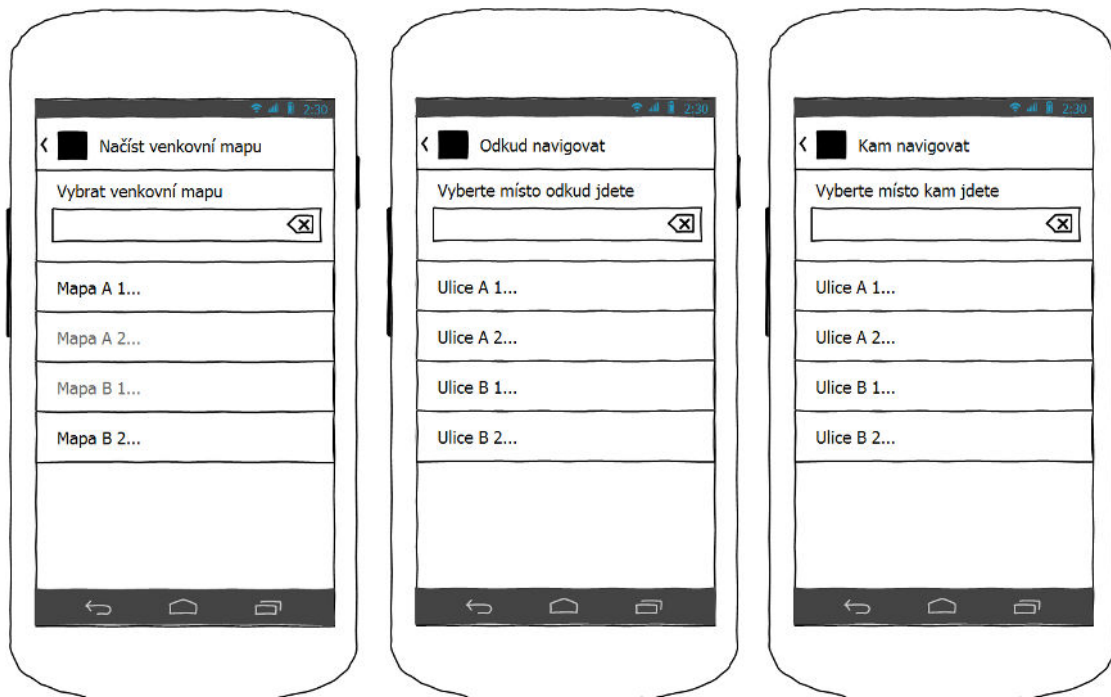 2:30
Načíst venkovní mapu
Vybrat venkovní mapu
Mapa A 1...
Mapa A 2...
Mapa B 1...
Mapa B 2...
2:30
Odkud navigovat
Vyberte místo odkud jdete
Ulice A 1...
Ulice A 2...
Ulice B 1...
Ulice B 2...
2:30
Kam navigovat
Vyberte místo kam jdete
Ulice A 1...
Ulice A 2...
Ulice B 1...
Ulice B 2...